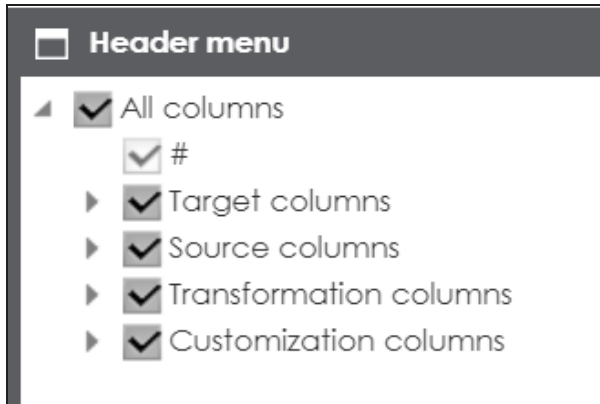 Header menu
All columns
#
Target columns
Source columns
Transformation columns
Customization columns